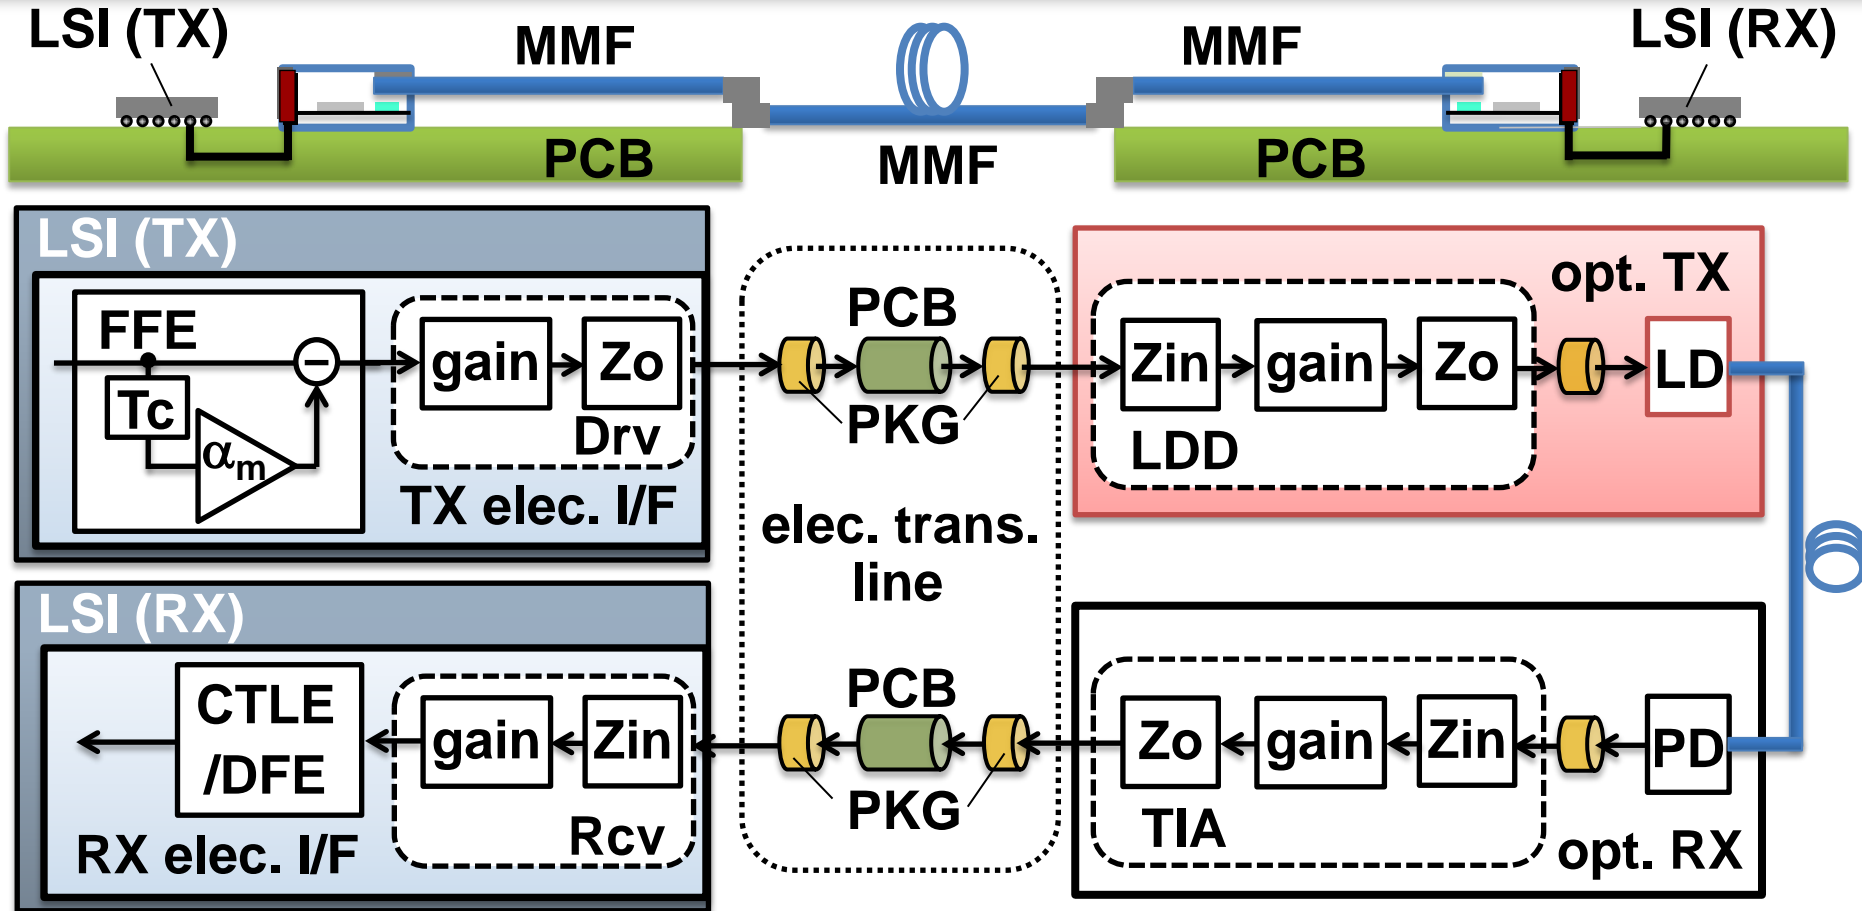 LSI (TX)
MMF
MMF
LSI (RX)
PCB
MMF
PCB
LSI (TX)
FFE
−
Tc
αm
gain
Zo
Drv
TX elec. I/F
PCB
PKG
elec. trans.
line
opt. TX
Zin
gain
Zo
LDD
LD
LSI (RX)
CTLE
/DFE
gain
Zin
Rcv
RX elec. I/F
PCB
PKG
Zo
gain
Zin
TIA
PD
opt. RX